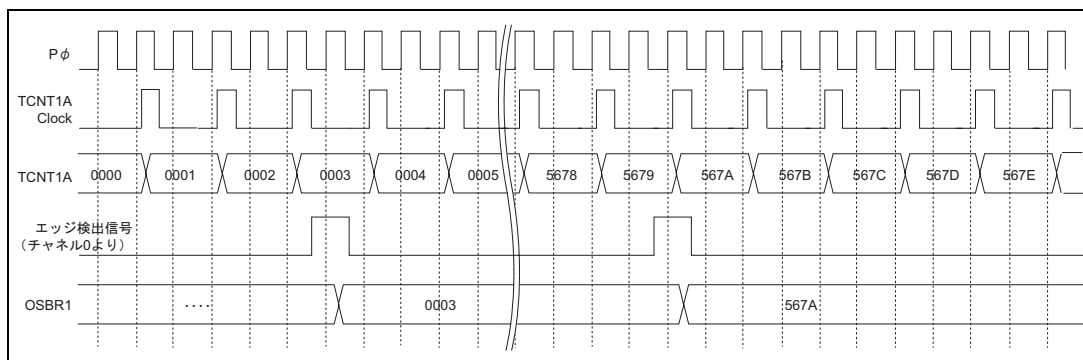 Pφ
TCNT1A
Clock
TCNT1A 0000 0001 0002 0003 0004 0005 5678 5679 567A 567B 567C 567D 567E
エッジ検出信号
(チャネル0より)
OSBR1 ···· 0003 567A